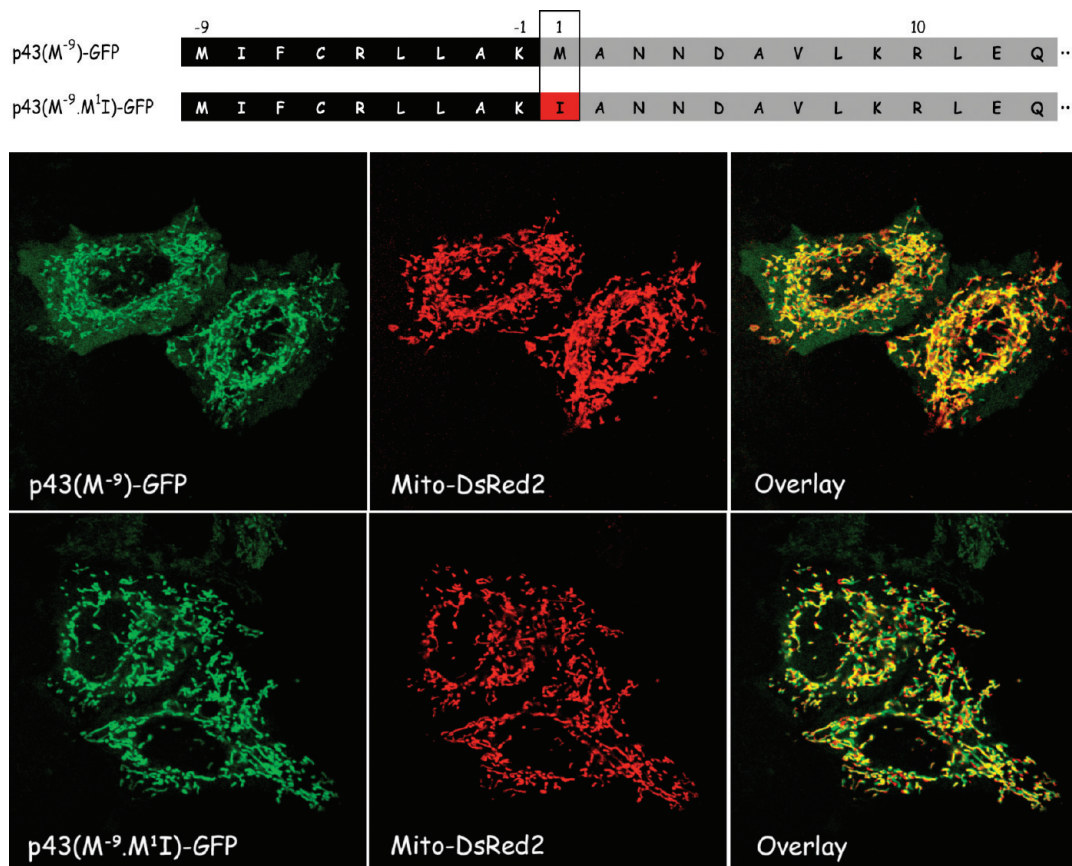 -9 -1 1 10
p43(M⁻⁹)-GFP M I F C R L L A K M A N N D A V L K R L E Q ..
p43(M⁻⁹.M¹I)-GFP M I F C R L L A K I A N N D A V L K R L E Q ..
p43(M⁻⁹)-GFP Mito-DsRed2 Overlay
p43(M⁻⁹.M¹I)-GFP Mito-DsRed2 Overlay